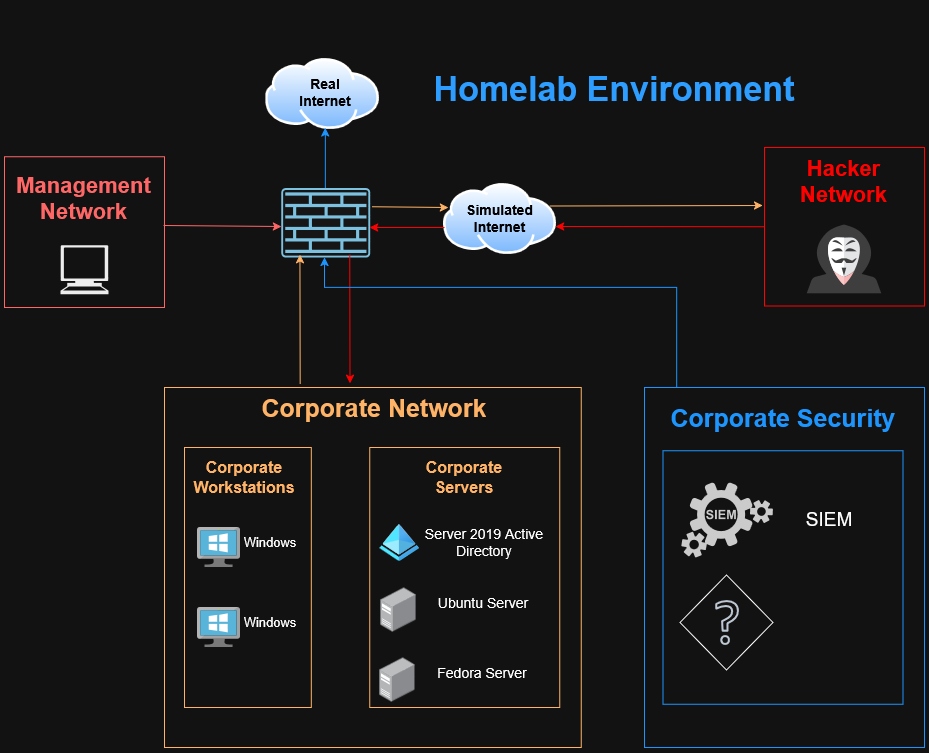 Real
Internet
Homelab Environment
Management
Network
Simulated
Internet
Hacker
Network
Corporate Network
Corporate
Workstations
Windows
Windows
Corporate
Servers
Server 2019 Active
Directory
Ubuntu Server
Fedora Server
Corporate Security
SIEM
SIEM
?